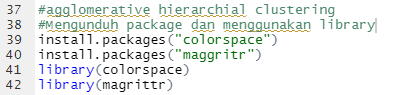 37 #agglomerative hierarchial clustering
38 #Mengunduh package dan menggunakan library
39 install.packages("colorspace")
40 install.packages("maggritr")
41 library(colorspace)
42 library(magrittr)